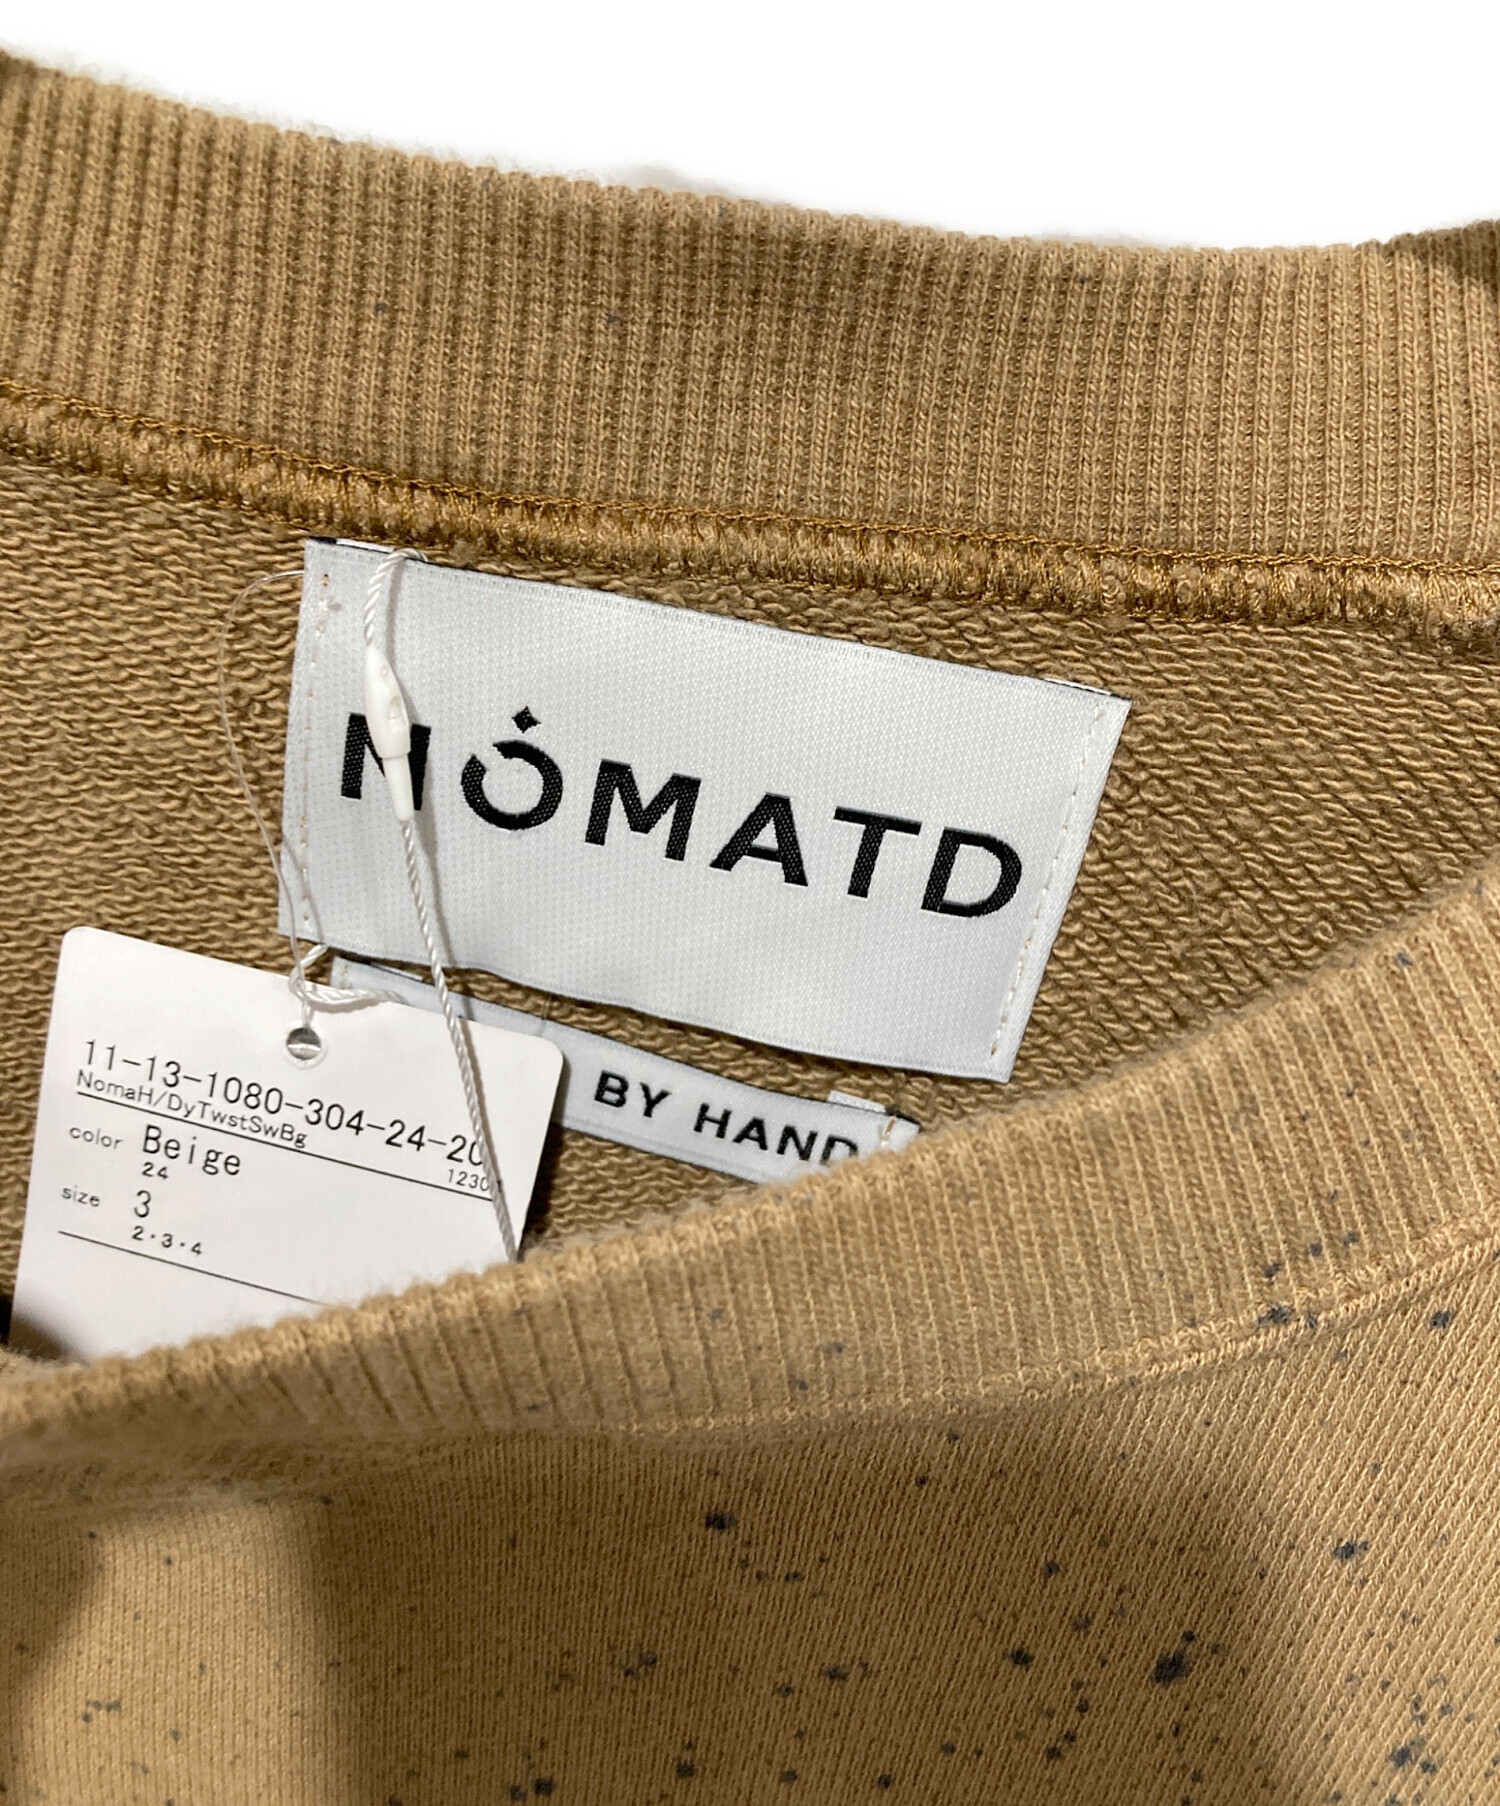 NOMATD
BY HAND
11-13-1080-304-24-20
NomaH/DyTwstSwBg
1230
color Beige
24
size 3
2・3・4